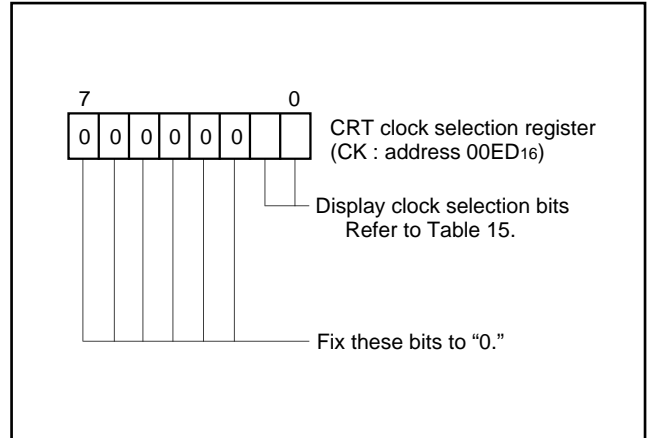 7 0
0 0 0 0 0 0
CRT clock selection register
(CK : address 00ED16)
Display clock selection bits
Refer to Table 15.
Fix these bits to “0.”